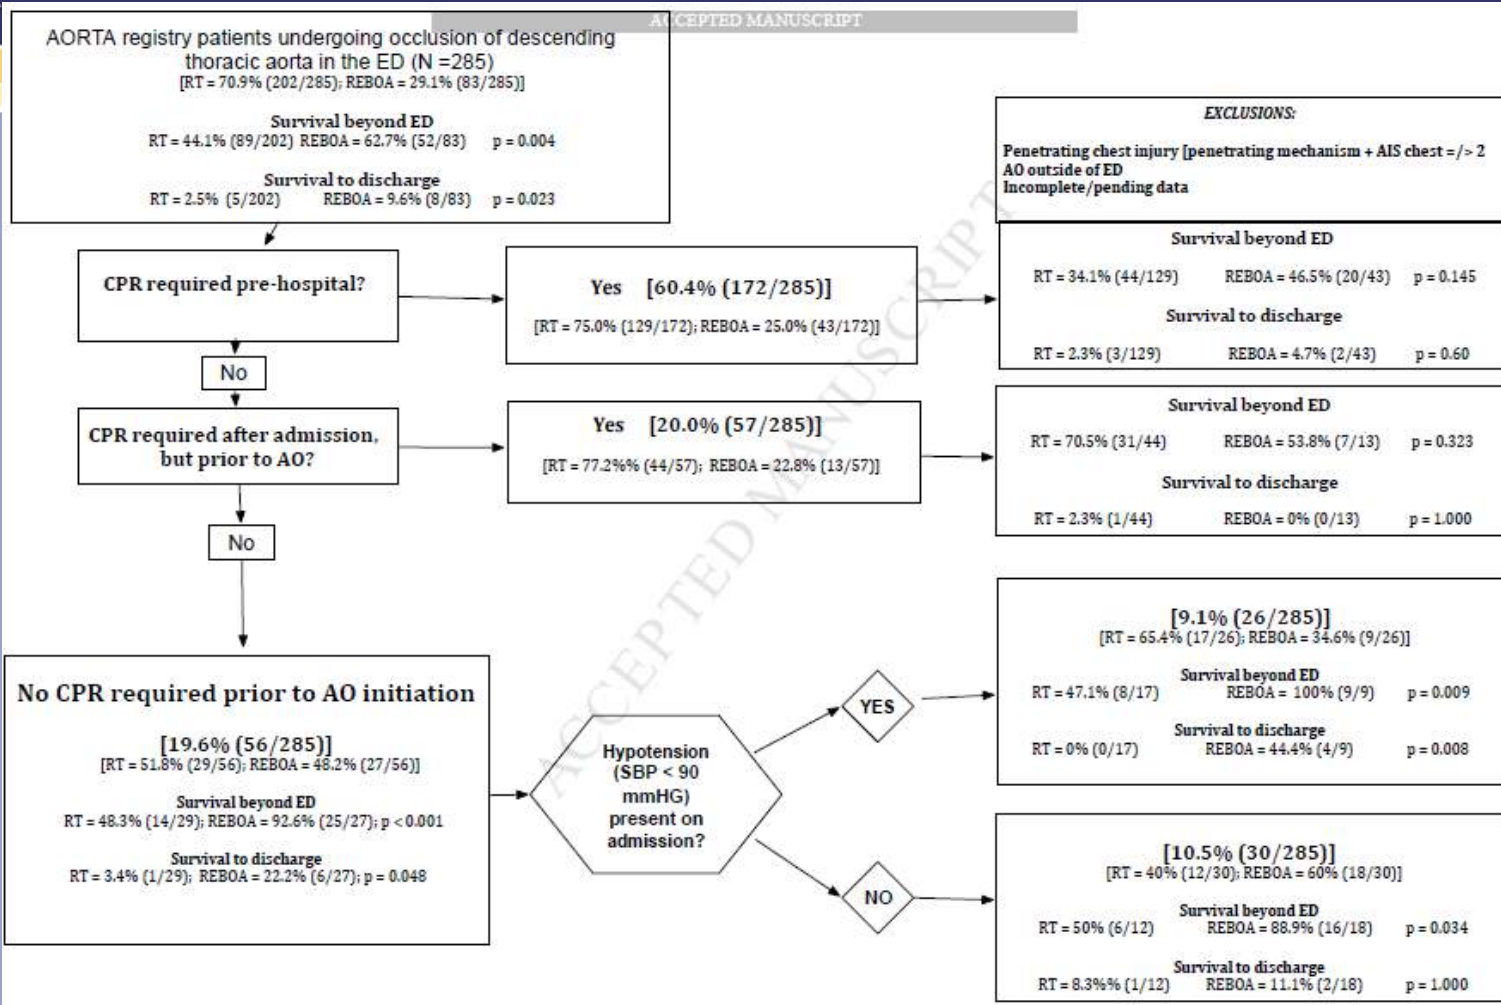 ACCEPTED MANUSCRIPT
AORTA registry patients undergoing occlusion of descending
thoracic aorta in the ED (N =285)
[RT = 70.9% (202/285); REBOA = 29.1% (83/285)]
Survival beyond ED
RT = 44.1% (89/202) REBOA = 62.7% (52/83) p = 0.004
Survival to discharge
RT = 2.5% (5/202) REBOA = 9.6% (8/83) p = 0.023
EXCLUSIONS:
Penetrating chest injury [penetrating mechanism + AIS chest =/> 2
AO outside of ED
Incomplete/pending data
CPR required pre-hospital?
Yes [60.4% (172/285)]
[RT = 75.0% (129/172); REBOA = 25.0% (43/172)]
Survival beyond ED
RT = 34.1% (44/129) REBOA = 46.5% (20/43) p = 0.145
Survival to discharge
RT = 2.3% (3/129) REBOA = 4.7% (2/43) p = 0.60
No
CPR required after admission,
but prior to AO?
Yes [20.0% (57/285)]
[RT = 77.2%% (44/57); REBOA = 22.8% (13/57)]
Survival beyond ED
RT = 70.5% (31/44) REBOA = 53.8% (7/13) p = 0.323
Survival to discharge
RT = 2.3% (1/44) REBOA = 0% (0/13) p = 1.000
No
No CPR required prior to AO initiation
[19.6% (56/285)]
[RT = 51.8% (29/56); REBOA = 48.2% (27/56)]
Survival beyond ED
RT = 48.3% (14/29); REBOA = 92.6% (25/27); p < 0.001
Survival to discharge
RT = 3.4% (1/29); REBOA = 22.2% (6/27); p = 0.048
Hypotension
(SBP < 90
mmHG)
present on
admission?
YES
[9.1% (26/285)]
[RT = 65.4% (17/26); REBOA = 34.6% (9/26)]
Survival beyond ED
RT = 47.1% (8/17) REBOA = 100% (9/9) p = 0.009
Survival to discharge
RT = 0% (0/17) REBOA = 44.4% (4/9) p = 0.008
NO
[10.5% (30/285)]
[RT = 40% (12/30); REBOA = 60% (18/30)]
Survival beyond ED
RT = 50% (6/12) REBOA = 88.9% (16/18) p = 0.034
Survival to discharge
RT = 8.3%% (1/12) REBOA = 11.1% (2/18) p = 1.000
ACCEPTED MANUSCRIPT